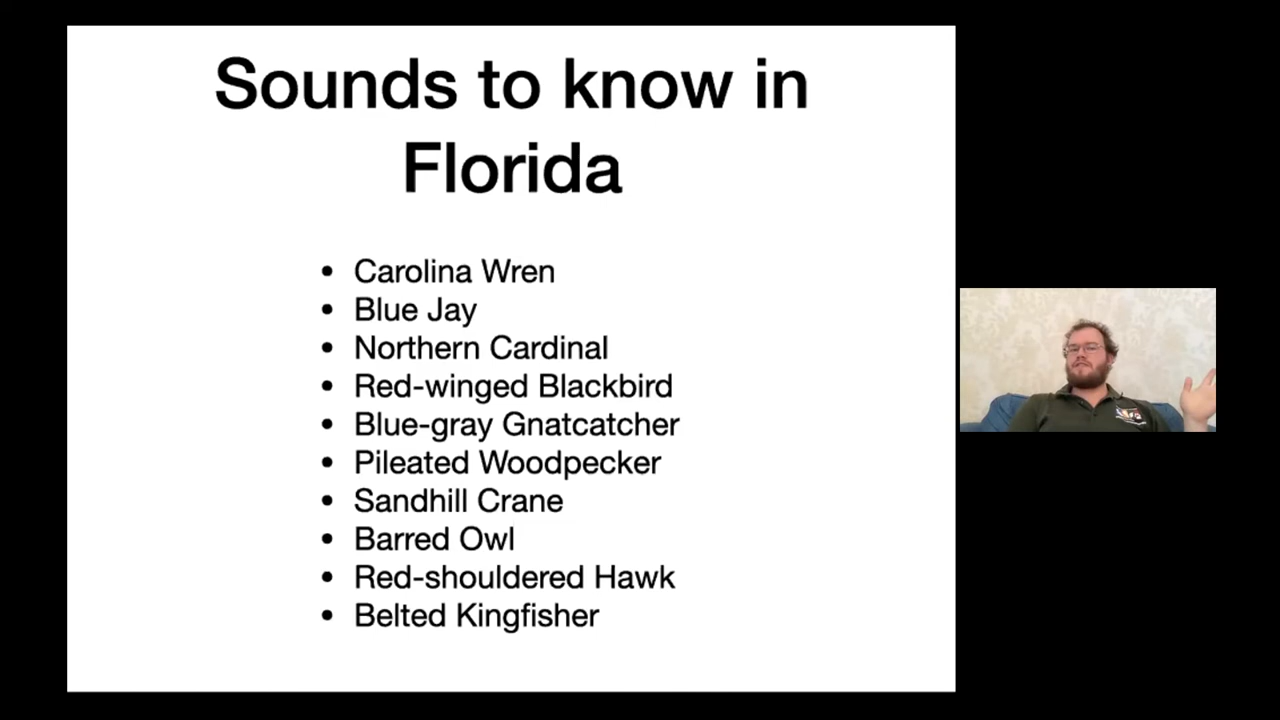 Sounds to know in
Florida
• Carolina Wren
• Blue Jay
• Northern Cardinal
• Red-winged Blackbird
• Blue-gray Gnatcatcher
• Pileated Woodpecker
• Sandhill Crane
• Barred Owl
• Red-shouldered Hawk
• Belted Kingfisher